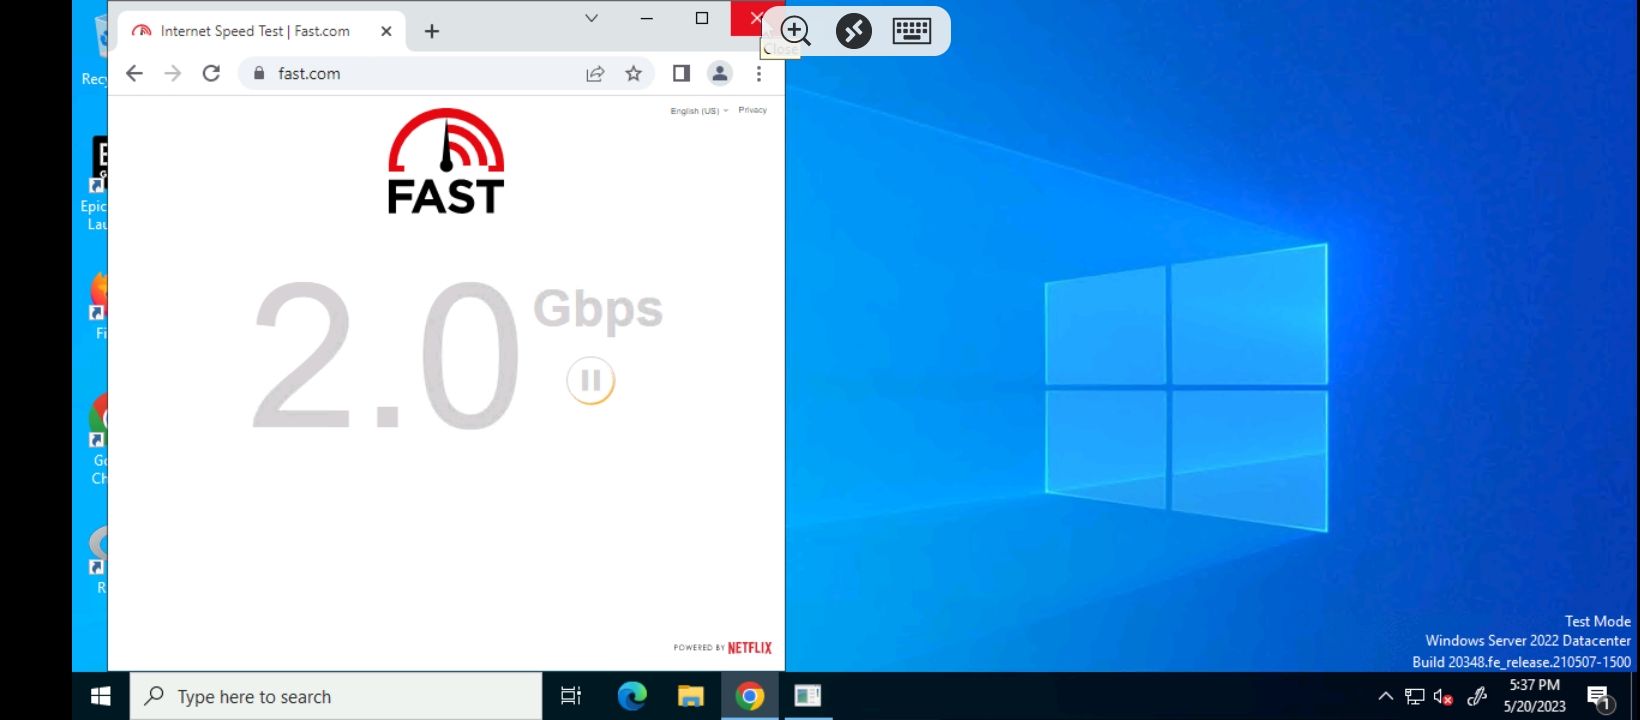 Internet Speed Test | Fast.com
Close
fast.com
English (US)
Privacy
FAST
2.0 Gbps
POWERED BY NETFLIX
Recy
Epic
Lau
Fi
Go
Ch
R
Test Mode
Windows Server 2022 Datacenter
Build 20348.fe_release.210507-1500
Type here to search
5:37 PM
5/20/2023
1